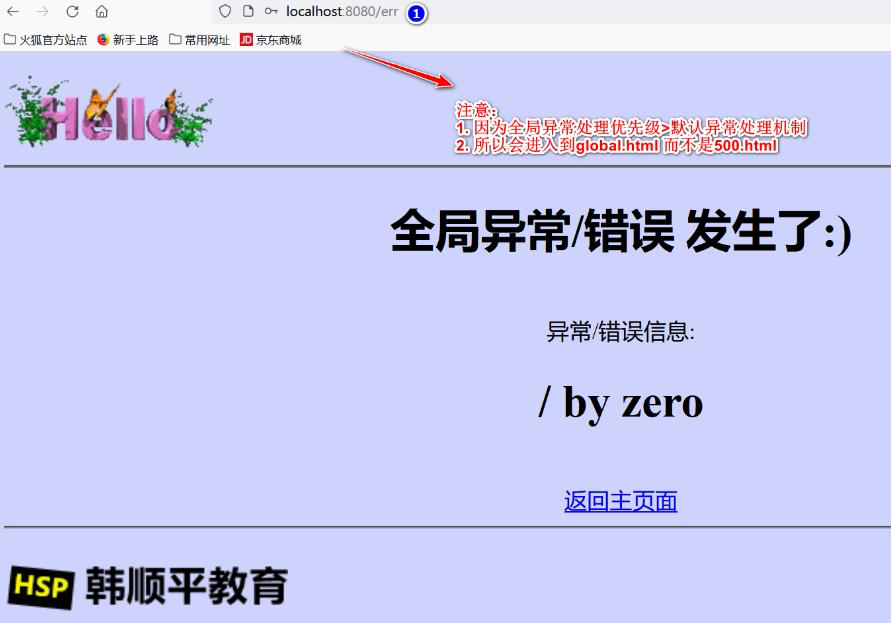 localhost:8080/err 1
火狐官方站点 新手上路 常用网址 JD 京东商城
Hello
注意：
1. 因为全局异常处理优先级>默认异常处理机制
2. 所以会进入到global.html 而不是500.html
全局异常/错误 发生了:)
异常/错误信息:
/ by zero
返回主页面
HSP 韩顺平教育